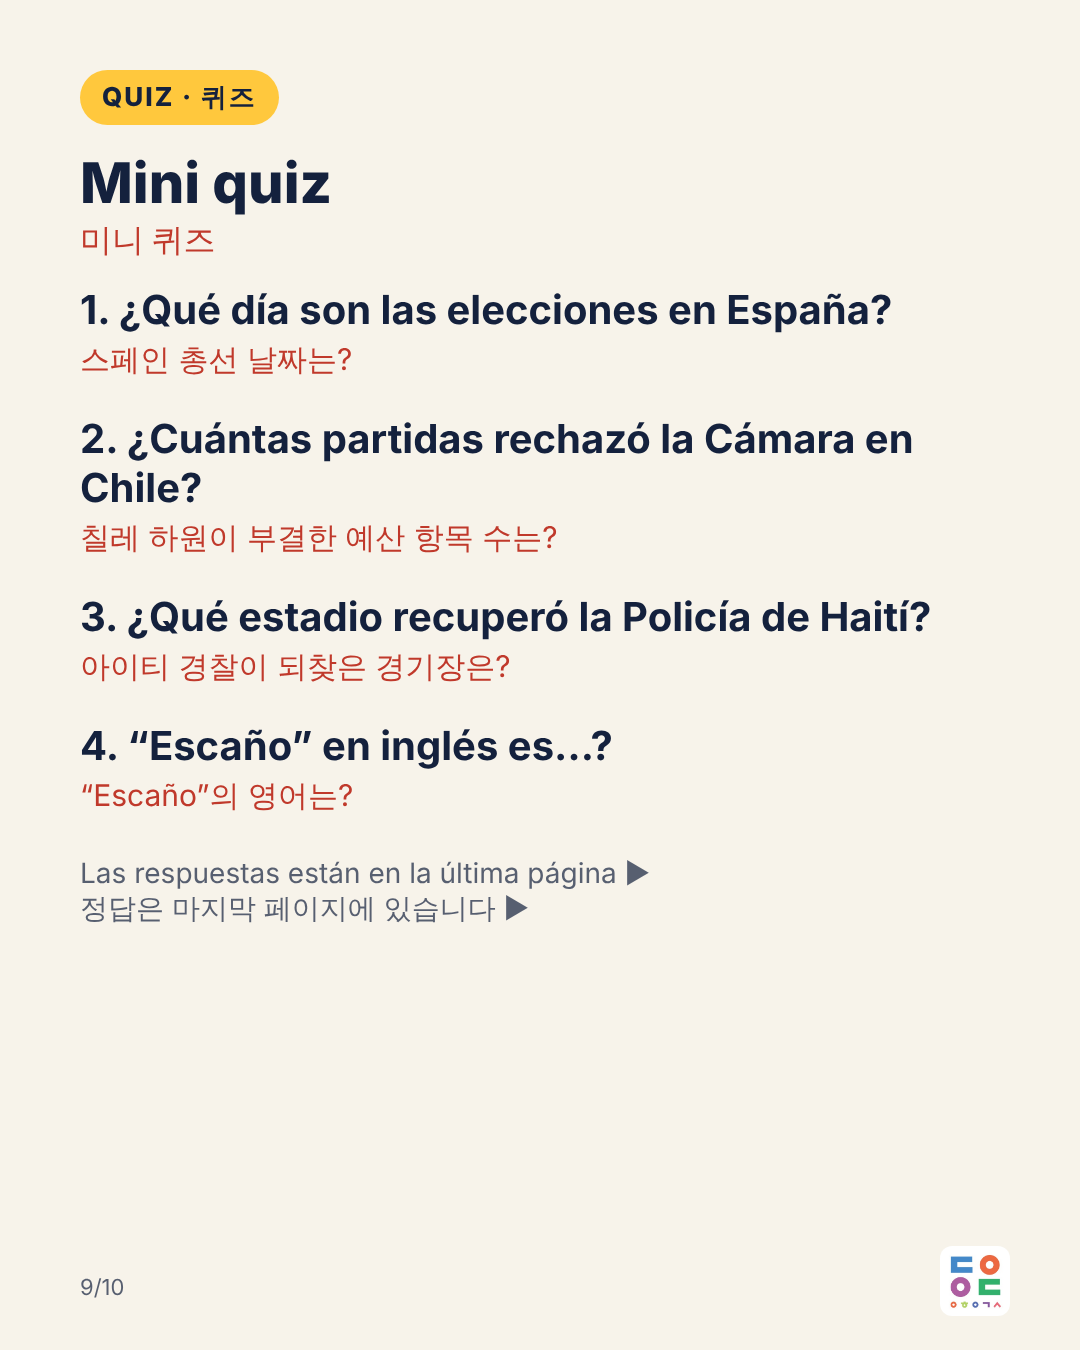 QUIZ · 퀴즈
Mini quiz
미니 퀴즈
1. ¿Qué día son las elecciones en España?
스페인 총선 날짜는?
2. ¿Cuántas partidas rechazó la Cámara en
Chile?
칠레 하원이 부결한 예산 항목 수는?
3. ¿Qué estadio recuperó la Policía de Haití?
아이티 경찰이 되찾은 경기장은?
4. “Escaño” en inglés es...?
“Escaño”의 영어는?
Las respuestas están en la última página ▶
정답은 마지막 페이지에 있습니다 ▶
9/10